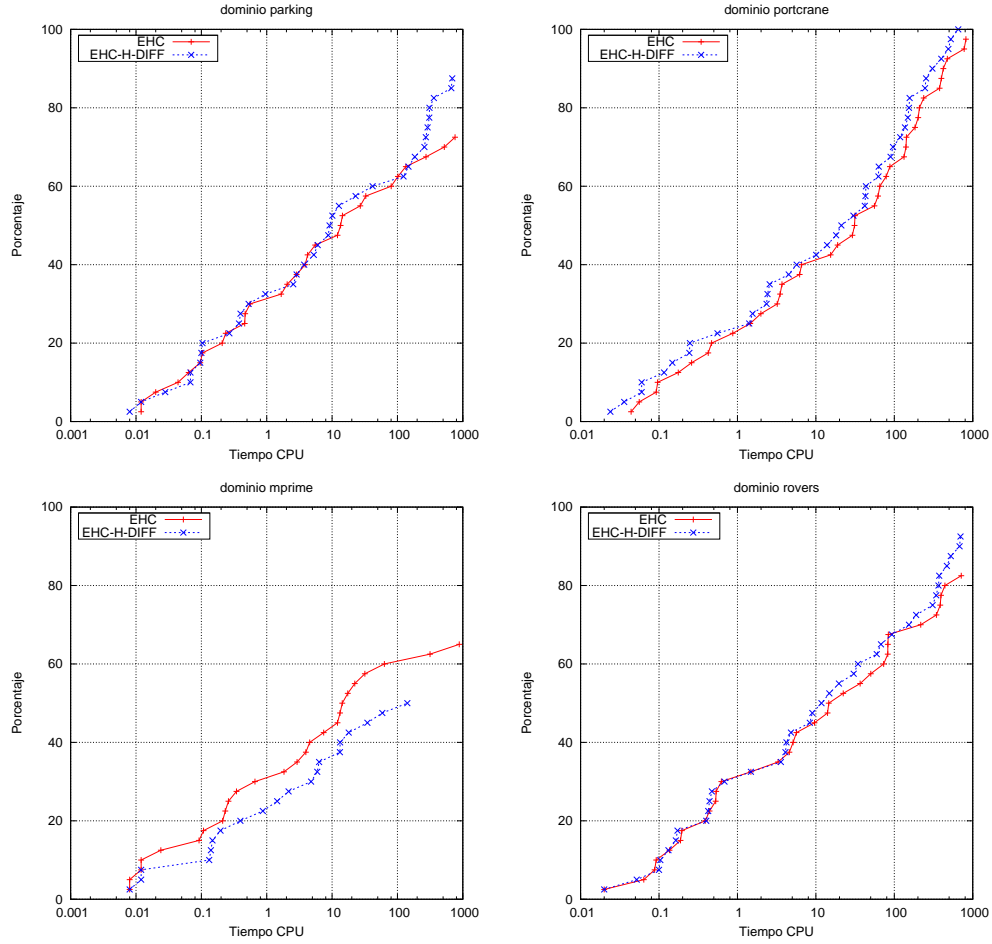 dominio parking
100
80
60
40
20
0
Porcentaje
EHC
EHC-H-DIFF
0.001
0.01
0.1
1
10
100
1000
Tiempo CPU
dominio portcrane
100
80
60
40
20
0
Porcentaje
EHC
EHC-H-DIFF
0.01
0.1
1
10
100
1000
Tiempo CPU
dominio mprime
100
80
60
40
20
0
Porcentaje
EHC
EHC-H-DIFF
0.001
0.01
0.1
1
10
100
1000
Tiempo CPU
dominio rovers
100
80
60
40
20
0
Porcentaje
EHC
EHC-H-DIFF
0.01
0.1
1
10
100
1000
Tiempo CPU